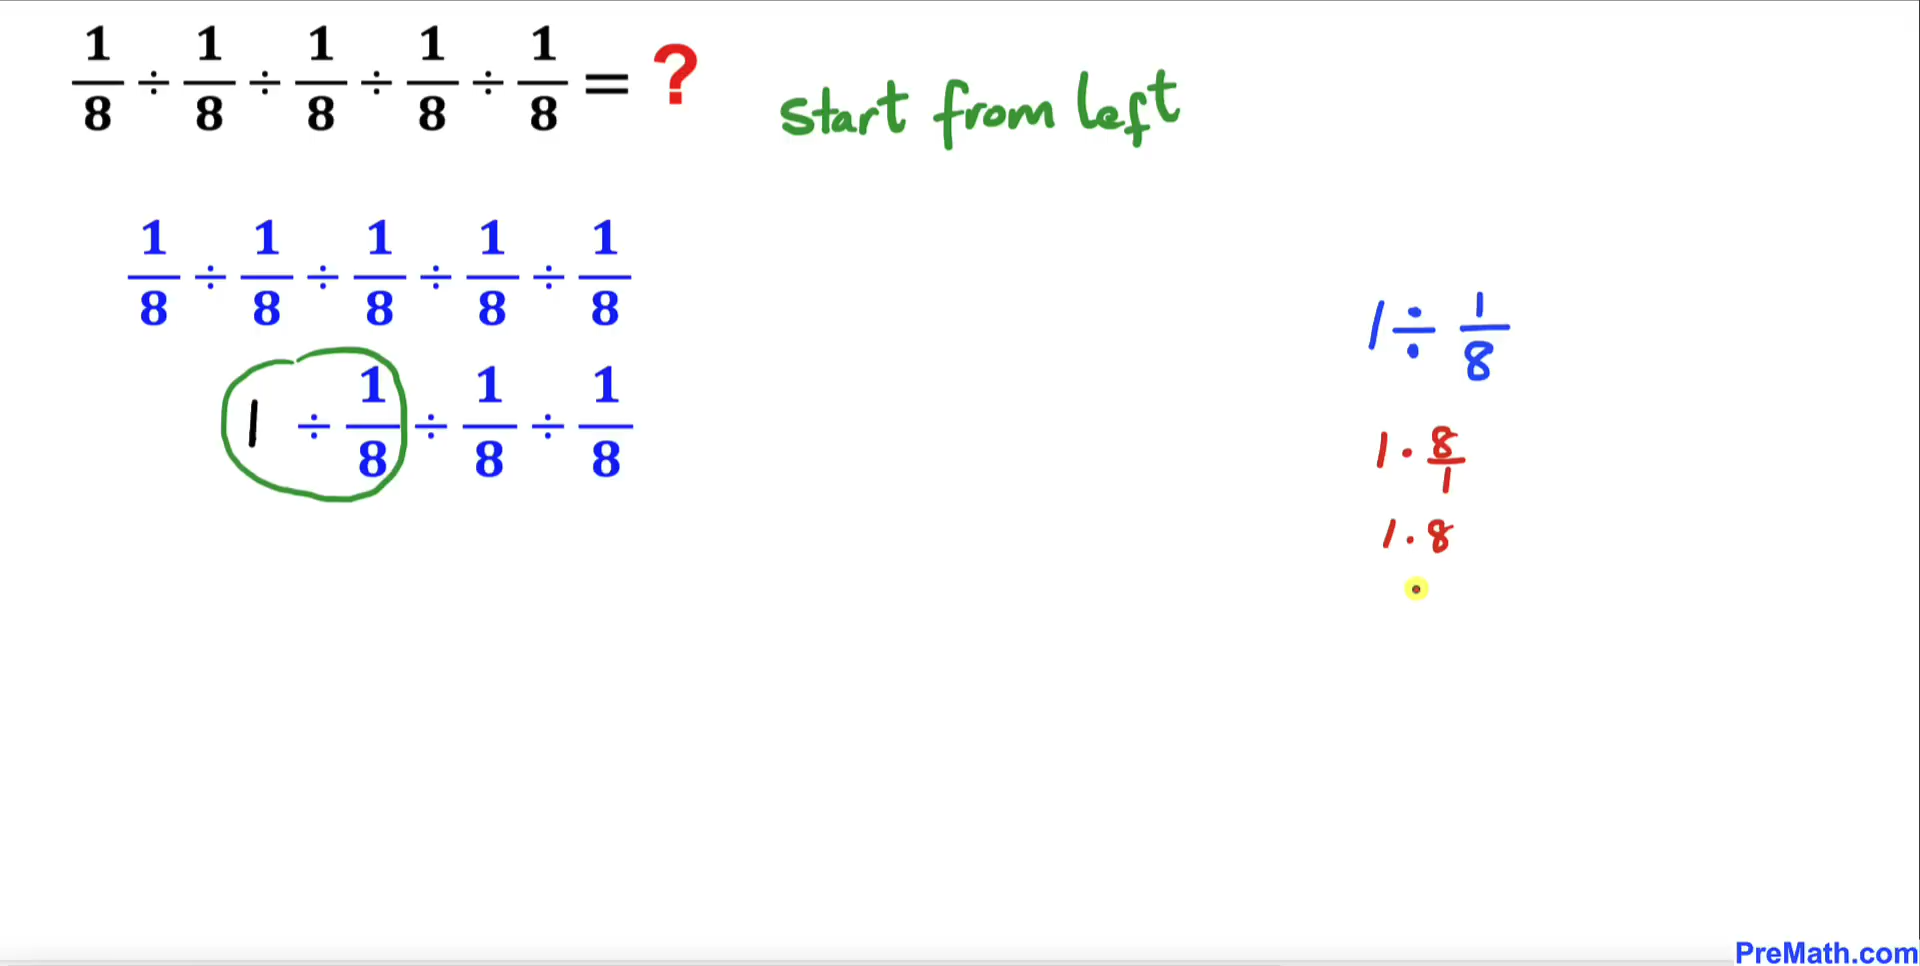 1/8 ÷ 1/8 ÷ 1/8 ÷ 1/8 ÷ 1/8 = ?
start from left
1/8 ÷ 1/8 ÷ 1/8 ÷ 1/8 ÷ 1/8
1 ÷ 1/8 ÷ 1/8 ÷ 1/8
1 ÷ 1/8
1 · 8/1
1 · 8
PreMath.com